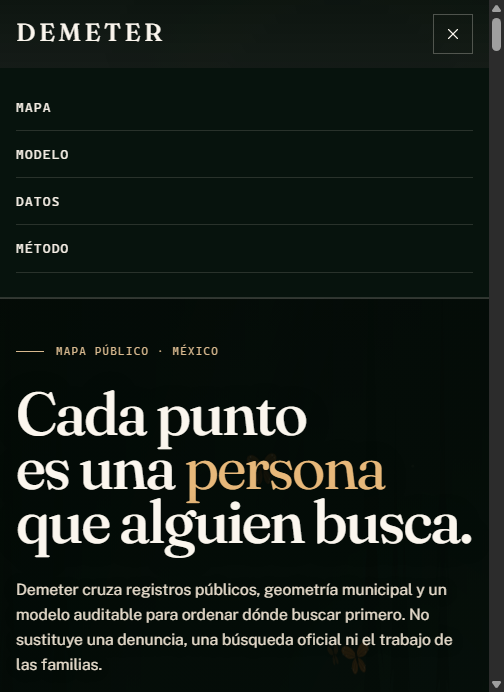 DEMETER
MAPA
MODELO
DATOS
MÉTODO
MAPA PÚBLICO · MÉXICO
Cada punto
es una persona
que alguien busca.
Demeter cruza registros públicos, geometría municipal y un
modelo auditable para ordenar dónde buscar primero. No
sustituye una denuncia, una búsqueda oficial ni el trabajo de
las familias.